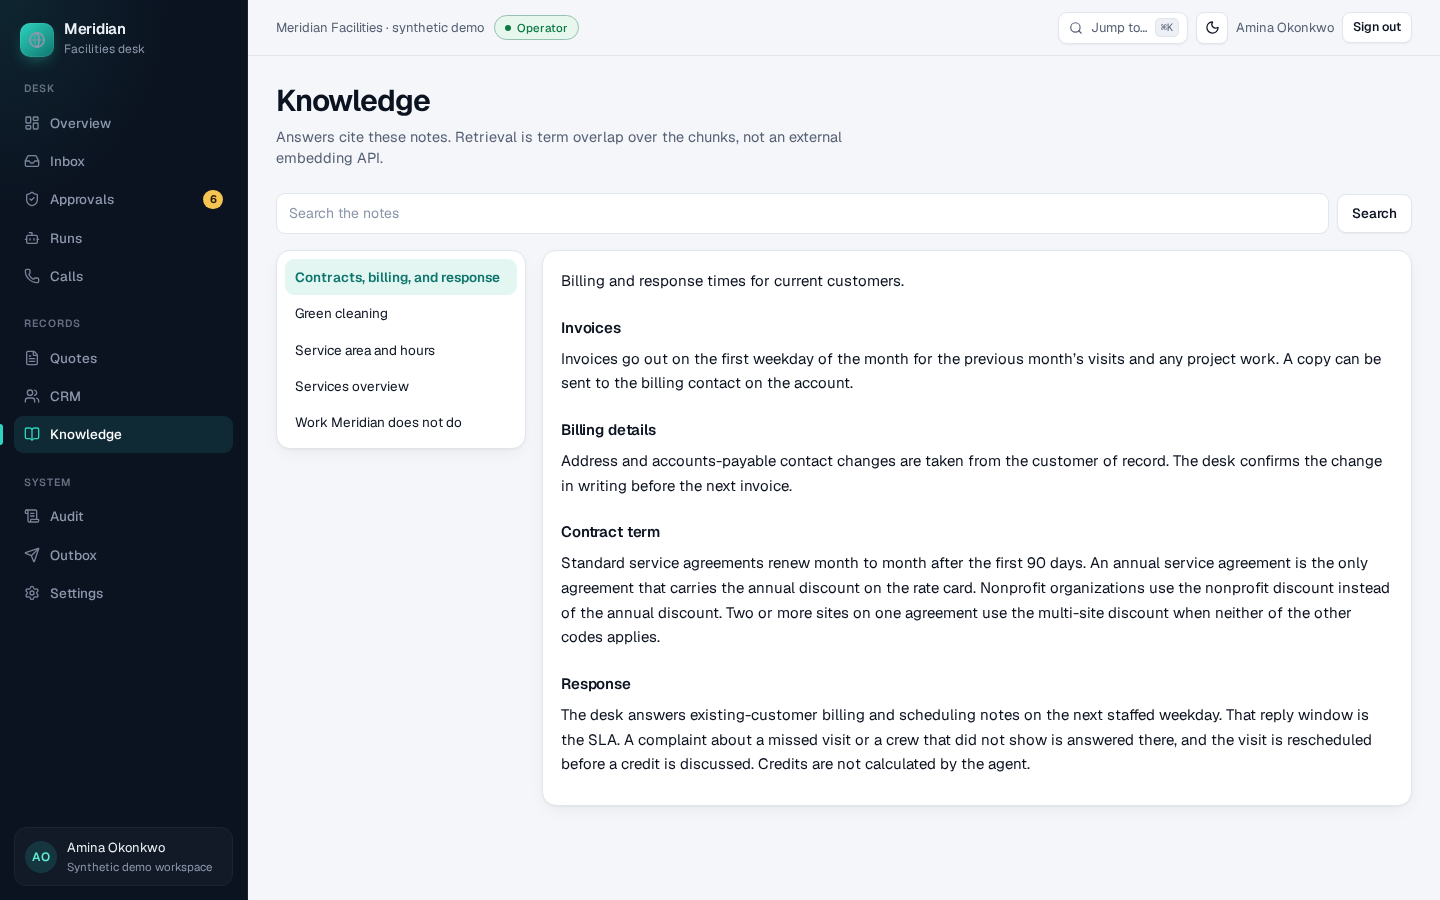 Meridian
Facilities desk
DESK
Overview
Inbox
Approvals
6
Runs
Calls
RECORDS
Quotes
CRM
Knowledge
SYSTEM
Audit
Outbox
Settings
AO
Amina Okonkwo
Synthetic demo workspace
Meridian Facilities · synthetic demo
Operator
Jump to…
⌘K
Amina Okonkwo
Sign out
Knowledge
Answers cite these notes. Retrieval is term overlap over the chunks, not an external
embedding API.
Search the notes
Search
Contracts, billing, and response
Green cleaning
Service area and hours
Services overview
Work Meridian does not do
Billing and response times for current customers.
Invoices
Invoices go out on the first weekday of the month for the previous month’s visits and any project work. A copy can be
sent to the billing contact on the account.
Billing details
Address and accounts-payable contact changes are taken from the customer of record. The desk confirms the change
in writing before the next invoice.
Contract term
Standard service agreements renew month to month after the first 90 days. An annual service agreement is the only
agreement that carries the annual discount on the rate card. Nonprofit organizations use the nonprofit discount instead
of the annual discount. Two or more sites on one agreement use the multi-site discount when neither of the other
codes applies.
Response
The desk answers existing-customer billing and scheduling notes on the next staffed weekday. That reply window is
the SLA. A complaint about a missed visit or a crew that did not show is answered there, and the visit is rescheduled
before a credit is discussed. Credits are not calculated by the agent.